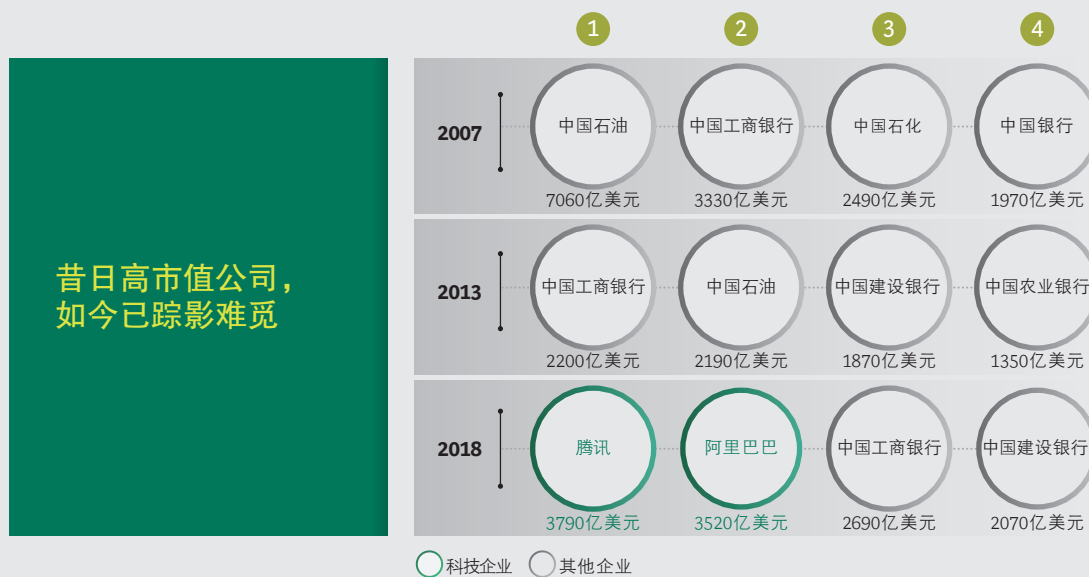 1 2 3 4
昔日高市值公司，
如今已踪影难觅
2007
中国石油 中国工商银行 中国石化 中国银行
7060亿美元 3330亿美元 2490亿美元 1970亿美元
2013
中国工商银行 中国石油 中国建设银行 中国农业银行
2200亿美元 2190亿美元 1870亿美元 1350亿美元
2018
腾讯 阿里巴巴 中国工商银行 中国建设银行
3790亿美元 3520亿美元 2690亿美元 2070亿美元
科技企业 其他企业